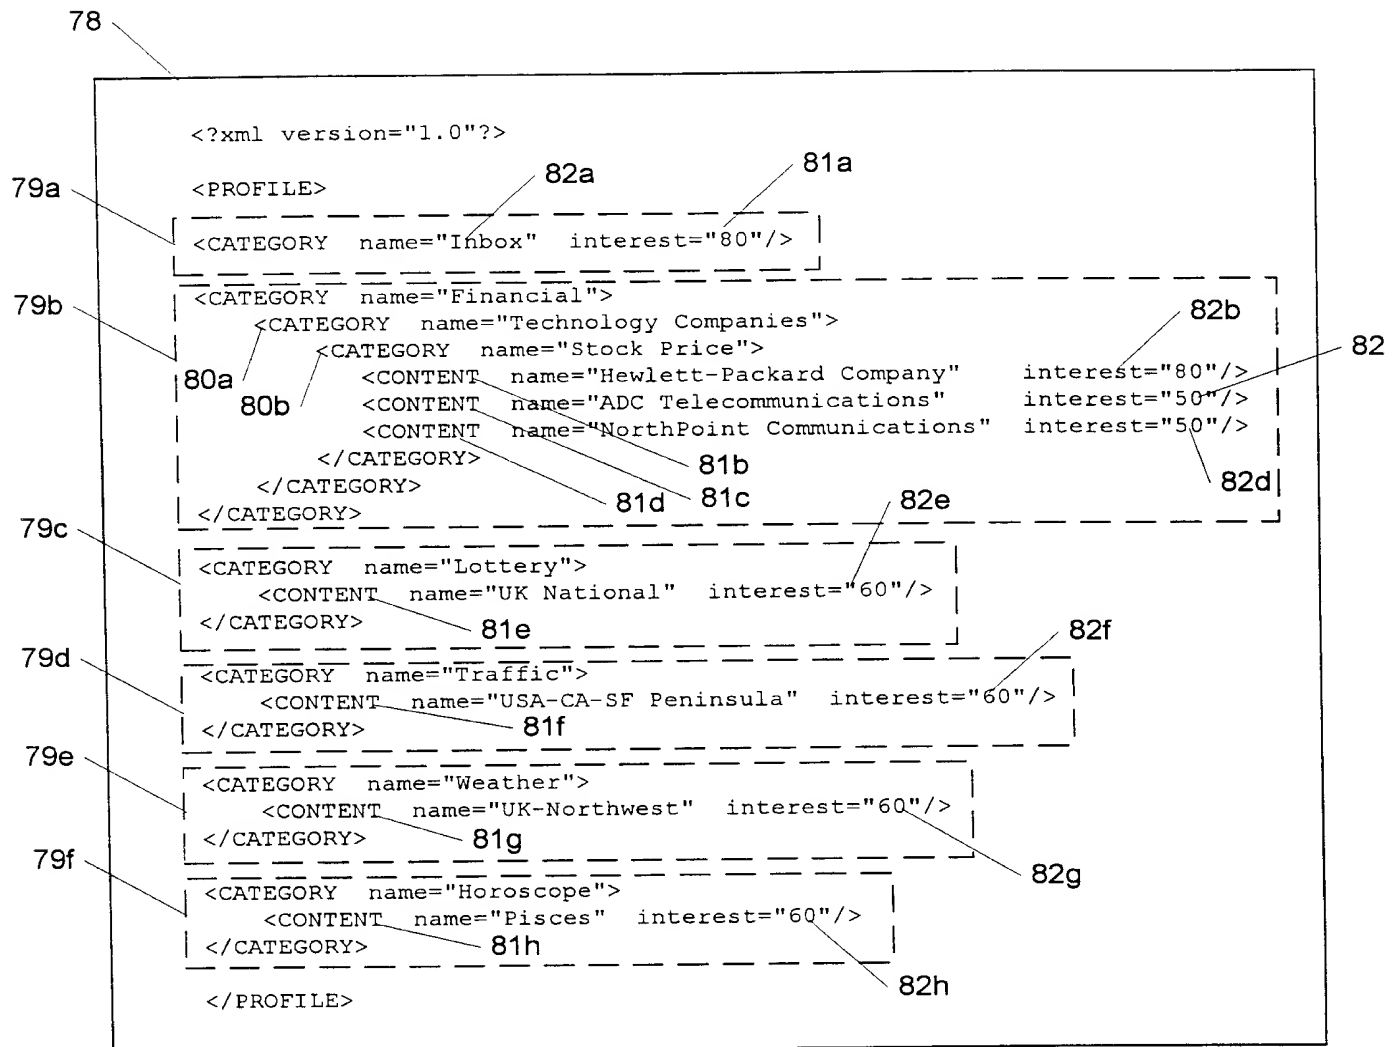 78
<?xml version="1.0"?>
79a <PROFILE> 82a 81a
<CATEGORY name="Inbox" interest="80"/>
79b <CATEGORY name="Financial">
<CATEGORY name="Technology Companies"> 82b
80a <CATEGORY name="Stock Price"> 82
80b <CONTENT name="Hewlett-Packard Company" interest="80"/>
<CONTENT name="ADC Telecommunications" interest="50"/>
<CONTENT name="NorthPoint Communications" interest="50"/>
</CATEGORY> 81b
</CATEGORY> 81d 81c 82d
</CATEGORY> 82e
79c
<CATEGORY name="Lottery">
<CONTENT name="UK National" interest="60"/>
</CATEGORY> 81e 82f
79d
<CATEGORY name="Traffic">
<CONTENT name="USA-CA-SF Peninsula" interest="60"/>
</CATEGORY> 81f
79e
<CATEGORY name="Weather">
<CONTENT name="UK-Northwest" interest="60"/>
</CATEGORY> 81g
79f 82g
<CATEGORY name="Horoscope">
<CONTENT name="Pisces" interest="60"/>
</CATEGORY> 81h
82h
</PROFILE>